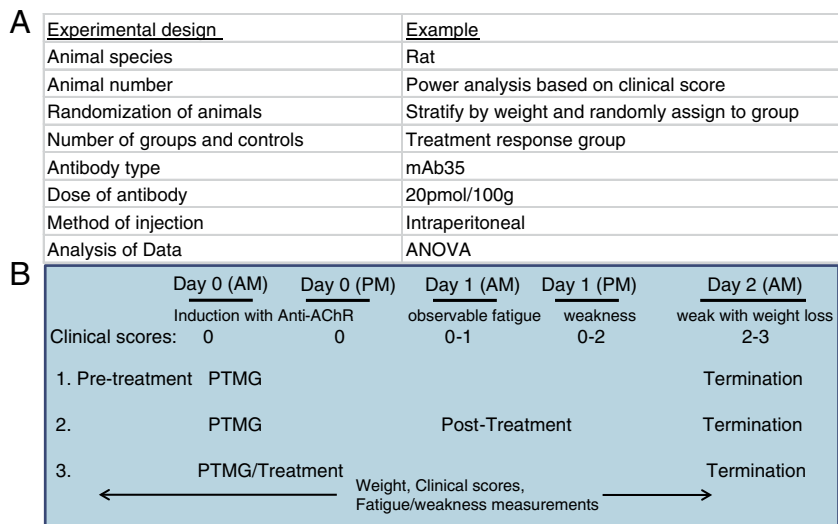 A
Experimental design Example
Animal species Rat
Animal number Power analysis based on clinical score
Randomization of animals Stratify by weight and randomly assign to group
Number of groups and controls Treatment response group
Antibody type mAb35
Dose of antibody 20pmol/100g
Method of injection Intraperitoneal
Analysis of Data ANOVA
B
Day 0 (AM) Day 0 (PM) Day 1 (AM) Day 1 (PM) Day 2 (AM)
Induction with Anti-AChR observable fatigue weakness weak with weight loss
Clinical scores: 0 0 0-1 0-2 2-3
1. Pre-treatment PTMG Termination
2. PTMG Post-Treatment Termination
3. PTMG/Treatment Termination
Weight, Clinical scores,
Fatigue/weakness measurements